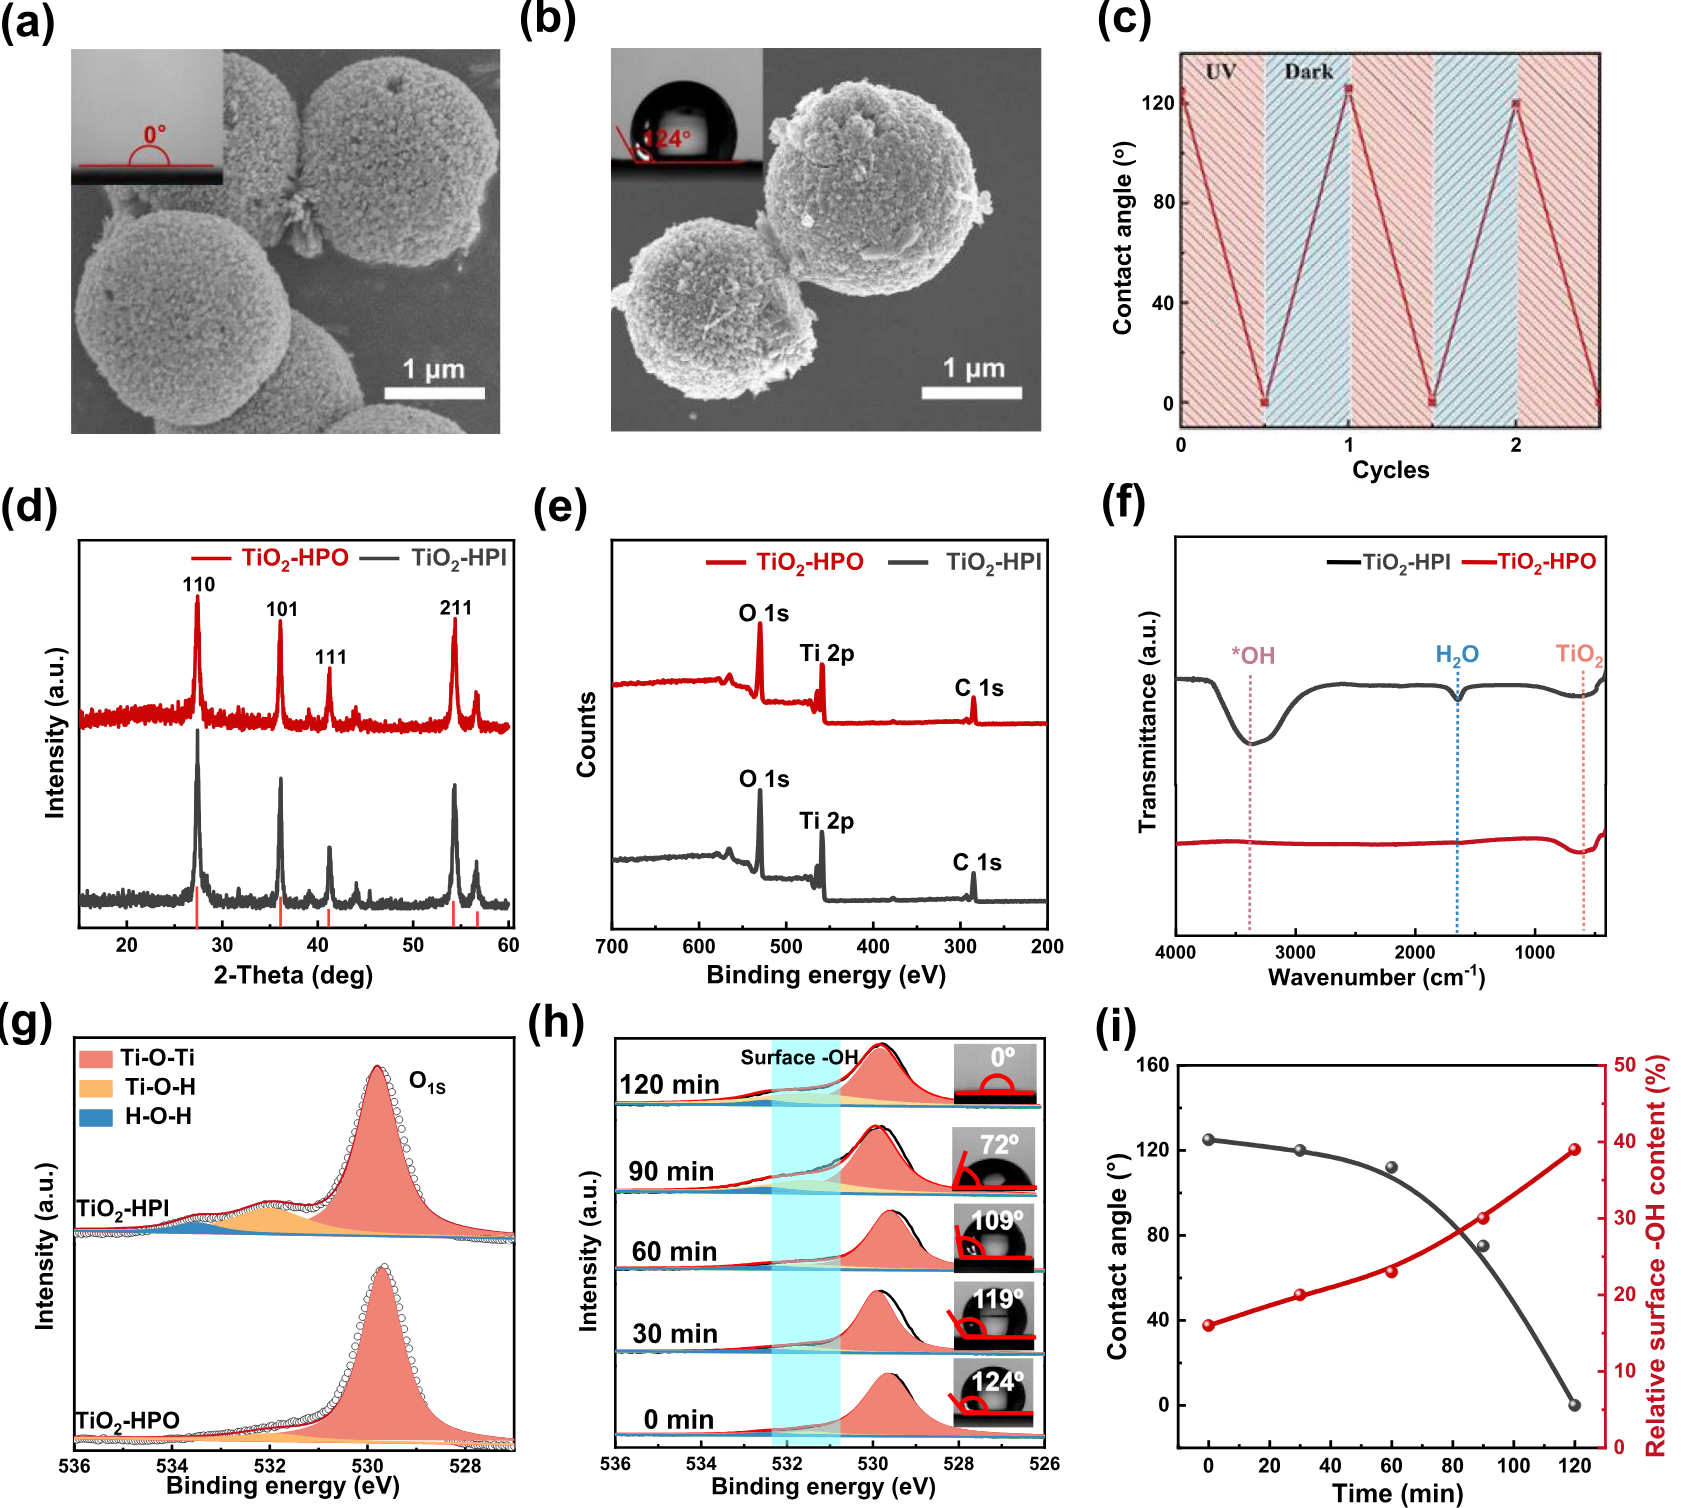 (a)
0°
1 μm
(b)
124°
1 μm
(c)
UV
Dark
120
80
40
0
Contact angle (º)
0
1
2
Cycles
(d)
TiO2-HPO
TiO2-HPI
110
101
111
211
Intensity (a.u.)
20
30
40
50
60
2-Theta (deg)
(e)
TiO2-HPO
TiO2-HPI
O 1s
Ti 2p
C 1s
O 1s
Ti 2p
C 1s
Counts
700
600
500
400
300
200
Binding energy (eV)
(f)
TiO2-HPI
TiO2-HPO
*OH
H2O
TiO2
Transmittance (a.u.)
4000
3000
2000
1000
Wavenumber (cm-1)
(g)
Ti-O-Ti
Ti-O-H
H-O-H
O1S
TiO2-HPI
TiO2-HPO
Intensity (a.u.)
536
534
532
530
528
Binding energy (eV)
(h)
Surface -OH
120 min
0º
90 min
72º
60 min
109º
30 min
119º
0 min
124º
Intensity (a.u.)
536
534
532
530
528
526
Binding energy (eV)
(i)
160
120
80
40
0
Contact angle (°)
50
40
30
20
10
0
Relative surface -OH content (%)
0
20
40
60
80
100
120
Time (min)